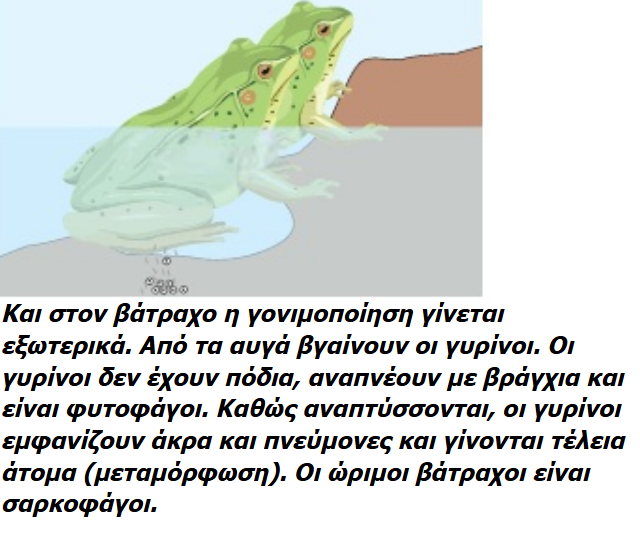 Και στον βάτραχο η γονιμοποίηση γίνεται
εξωτερικά. Από τα αυγά βγαίνουν οι γυρίνοι. Οι
γυρίνοι δεν έχουν πόδια, αναπνέουν με βράγχια και
είναι φυτοφάγοι. Καθώς αναπτύσσονται, οι γυρίνοι
εμφανίζουν άκρα και πνεύμονες και γίνονται τέλεια
άτομα (μεταμόρφωση). Οι ώριμοι βάτραχοι είναι
σαρκοφάγοι.